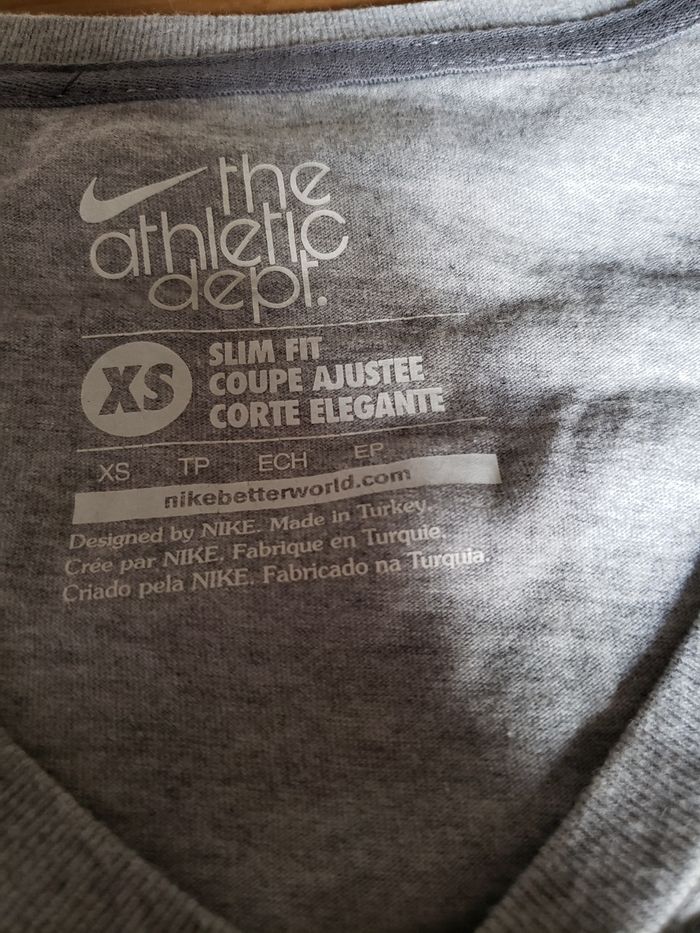 the
athletic
dept.
XS
SLIM FIT
COUPE AJUSTEE
CORTE ELEGANTE
XS TP ECH EP
nikebetterworld.com
Designed by NIKE. Made in Turkey.
Crée par NIKE. Fabrique en Turquie.
Criado pela NIKE. Fabricado na Turquia.